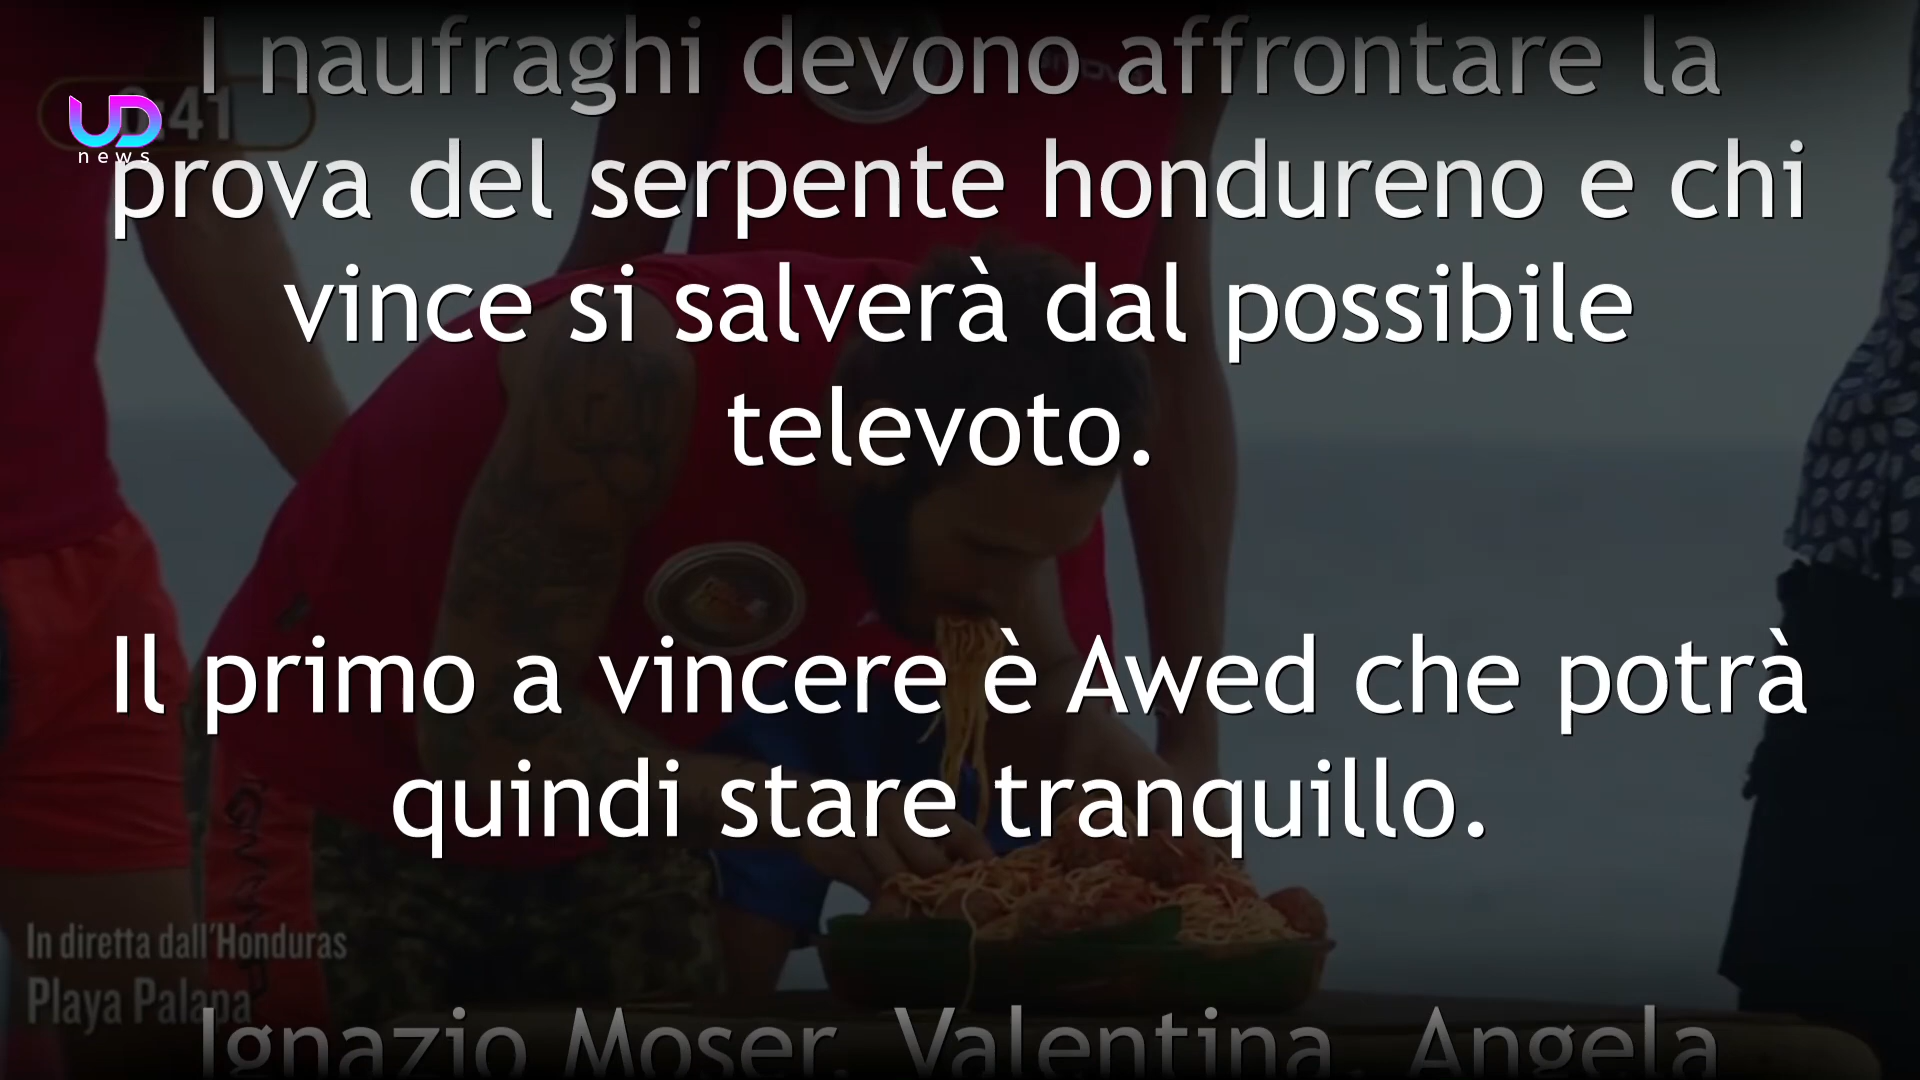 I naufraghi devono affrontare la
:41
UD
news
prova del serpente hondureno e chi
vince si salverà dal possibile
televoto.
Il primo a vincere è Awed che potrà
quindi stare tranquillo.
In diretta dall'Honduras
Playa Palapa
Ignazio Moser, Valentina, Angela